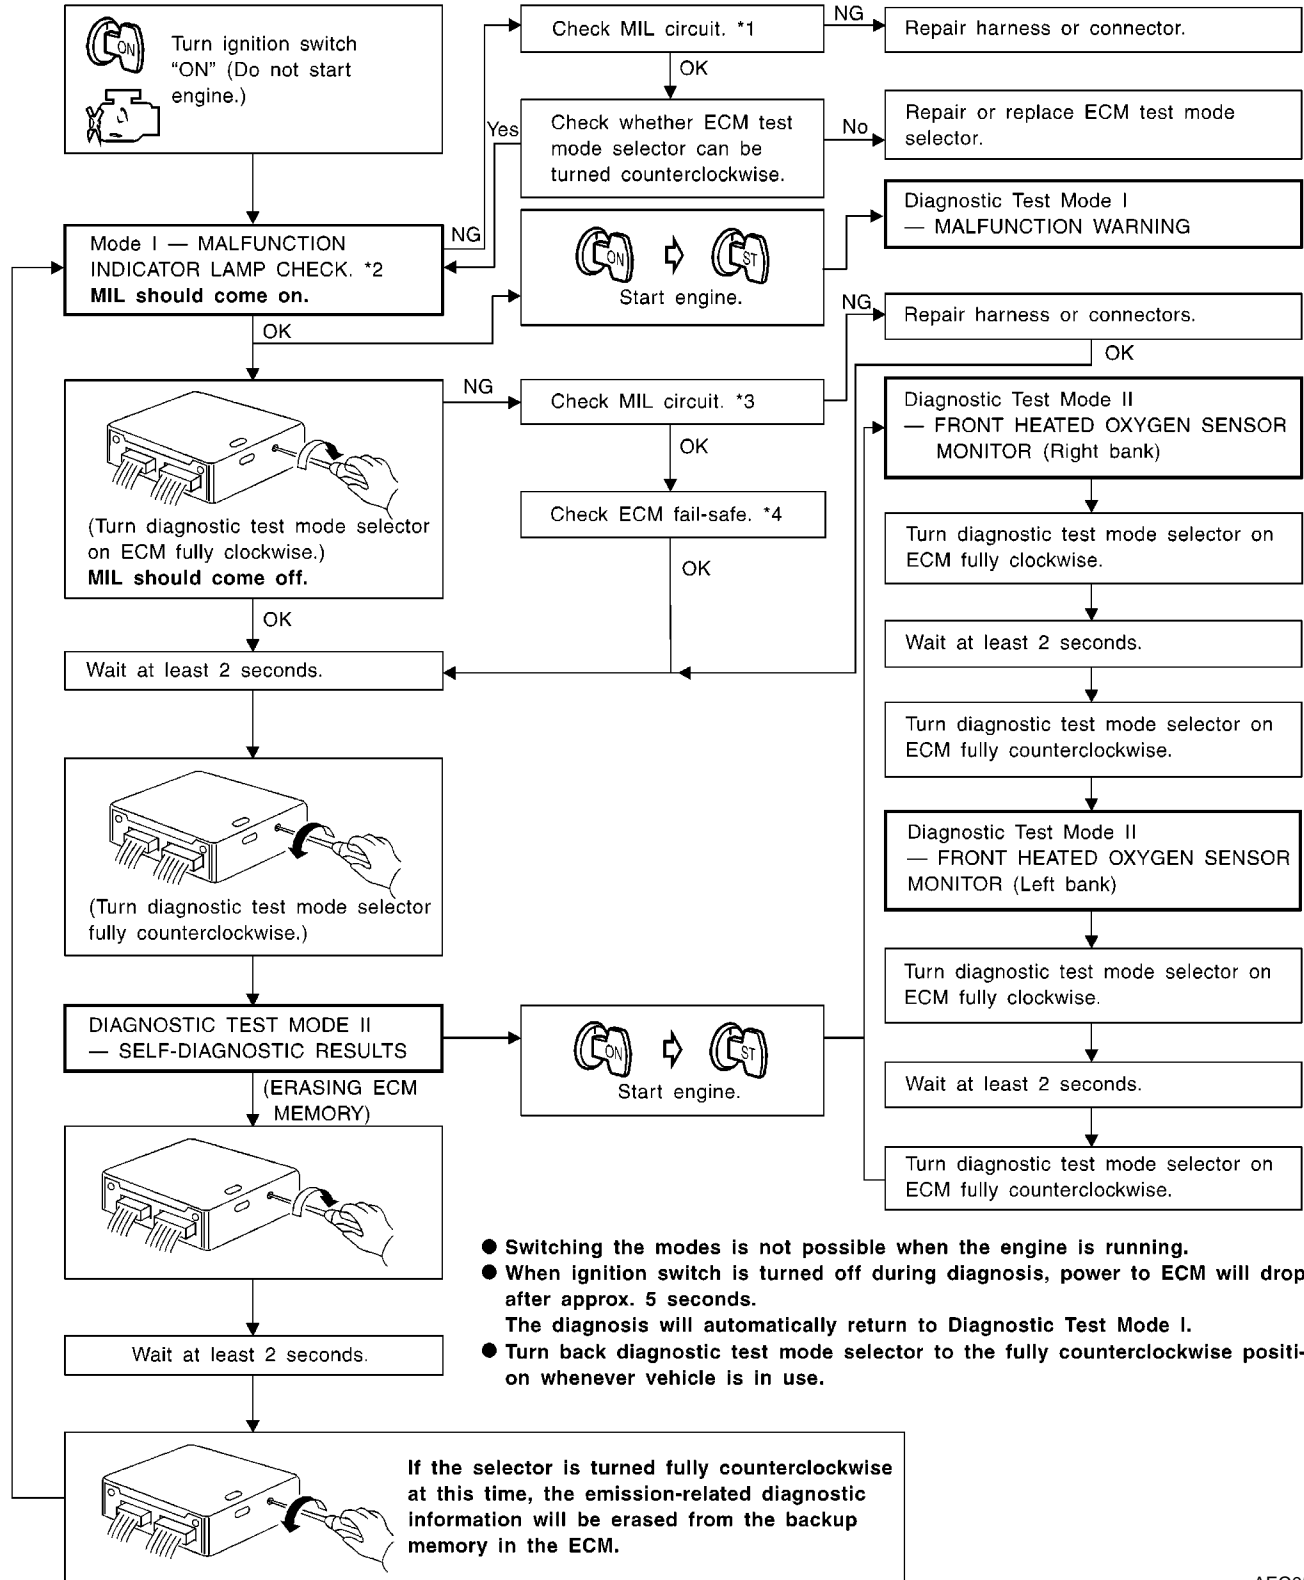 ON
Turn ignition switch
“ON” (Do not start
engine.)
Mode I — MALFUNCTION
INDICATOR LAMP CHECK. *2
MIL should come on.
NG
Yes
OK
Check MIL circuit. *1
NG
Repair harness or connector.
OK
Check whether ECM test
mode selector can be
turned counterclockwise.
No
Repair or replace ECM test mode
selector.
ON
ST
Start engine.
Diagnostic Test Mode I
— MALFUNCTION WARNING
(Turn diagnostic test mode selector
on ECM fully clockwise.)
MIL should come off.
NG
OK
Check MIL circuit. *3
NG
Repair harness or connectors.
OK
OK
Check ECM fail-safe. *4
OK
Wait at least 2 seconds.
(Turn diagnostic test mode selector
fully counterclockwise.)
DIAGNOSTIC TEST MODE II
— SELF-DIAGNOSTIC RESULTS
(ERASING ECM
MEMORY)
ON
ST
Start engine.
Diagnostic Test Mode II
— FRONT HEATED OXYGEN SENSOR
MONITOR (Right bank)
Turn diagnostic test mode selector on
ECM fully clockwise.
Wait at least 2 seconds.
Turn diagnostic test mode selector on
ECM fully counterclockwise.
Diagnostic Test Mode II
— FRONT HEATED OXYGEN SENSOR
MONITOR (Left bank)
Turn diagnostic test mode selector on
ECM fully clockwise.
Wait at least 2 seconds.
Turn diagnostic test mode selector on
ECM fully counterclockwise.
● Switching the modes is not possible when the engine is running.
● When ignition switch is turned off during diagnosis, power to ECM will drop
after approx. 5 seconds.
The diagnosis will automatically return to Diagnostic Test Mode I.
● Turn back diagnostic test mode selector to the fully counterclockwise positi-
on whenever vehicle is in use.
Wait at least 2 seconds.
If the selector is turned fully counterclockwise
at this time, the emission-related diagnostic
information will be erased from the backup
memory in the ECM.